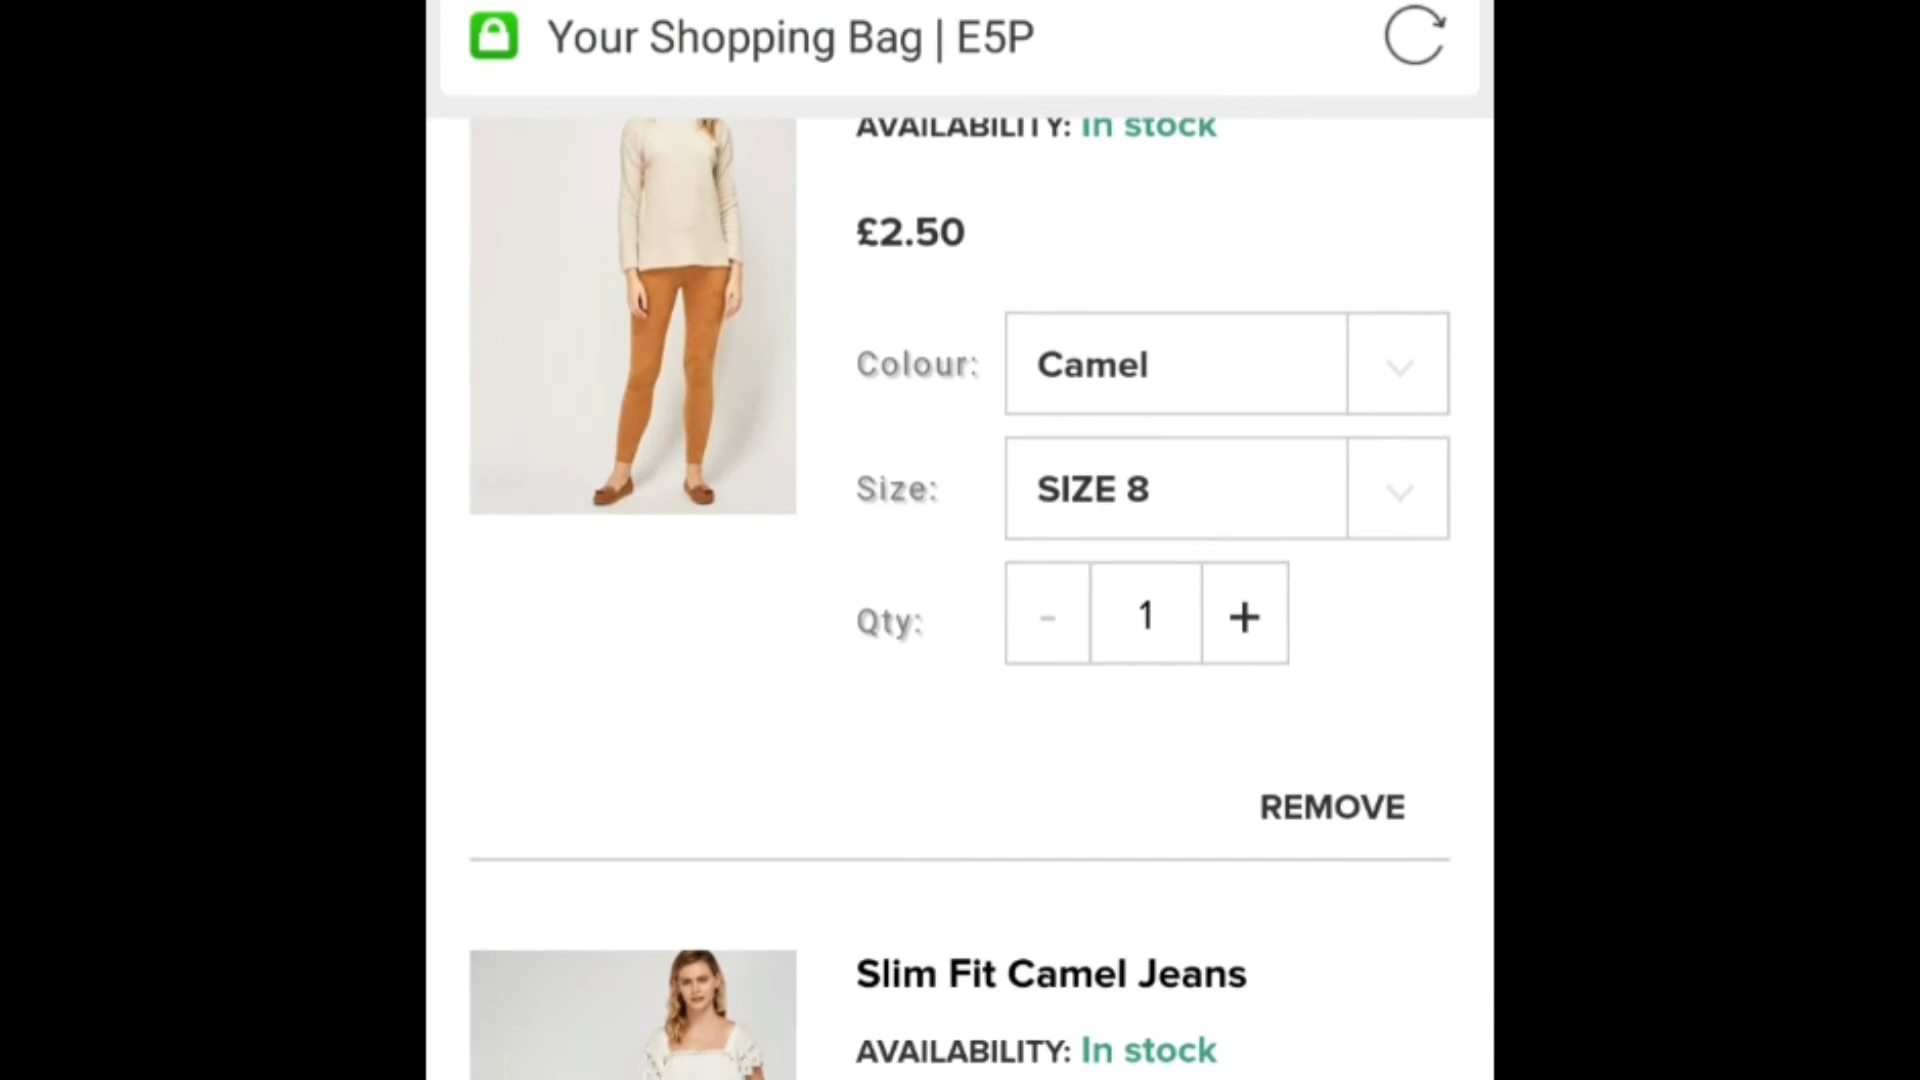 Your Shopping Bag | E5P
AVAILABILITY: In stock
£2.50
Colour: Camel
Size: SIZE 8
Qty: - 1 +
REMOVE
Slim Fit Camel Jeans
AVAILABILITY: In stock